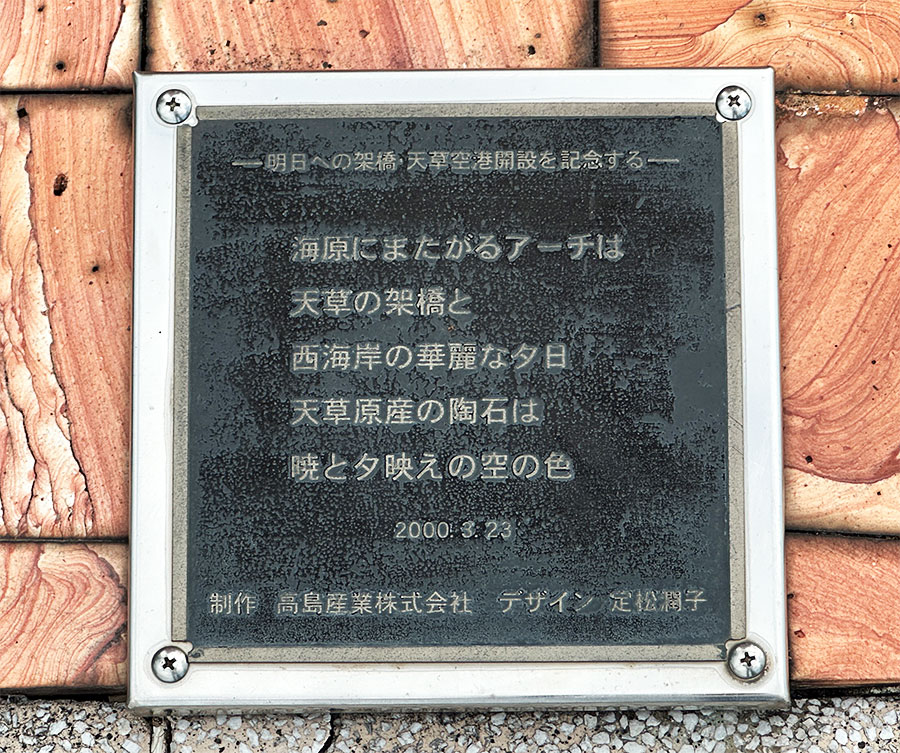 ―明日への架橋・天草空港開設を記念する―
海原にまたがるアーチは
天草の架橋と
西海岸の華麗な夕日
天草原産の陶石は
暁と夕映えの空の色
2000.3.23
制作 高島産業株式会社 デザイン 定松潤子